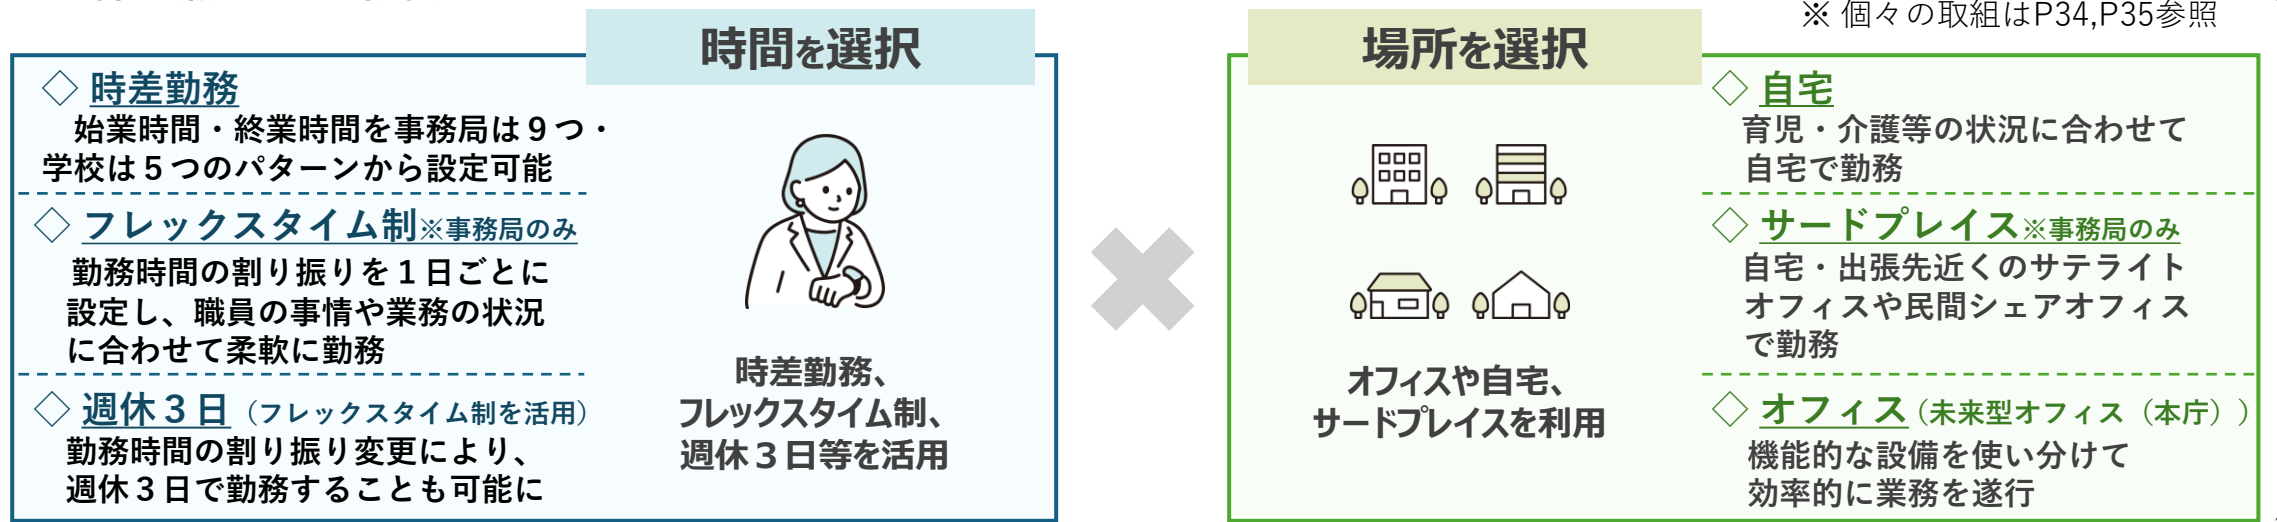 ※ 個々の取組はP34,P35参照
時間を選択
◇ 時差勤務
始業時間・終業時間を事務局は９つ・
学校は５つのパターンから設定可能
◇ フレックスタイム制※事務局のみ
勤務時間の割り振りを１日ごとに
設定し、職員の事情や業務の状況
に合わせて柔軟に勤務
◇ 週休３日（フレックスタイム制を活用）
勤務時間の割り振り変更により、
週休３日で勤務することも可能に
時差勤務、
フレックスタイム制、
週休３日等を活用
場所を選択
オフィスや自宅、
サードプレイスを利用
◇ 自宅
育児・介護等の状況に合わせて
自宅で勤務
◇ サードプレイス※事務局のみ
自宅・出張先近くのサテライト
オフィスや民間シェアオフィス
で勤務
◇ オフィス（未来型オフィス（本庁））
機能的な設備を使い分けて
効率的に業務を遂行